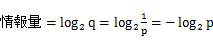 情報量 = log₂ q = log₂ 1/p = −log₂ p